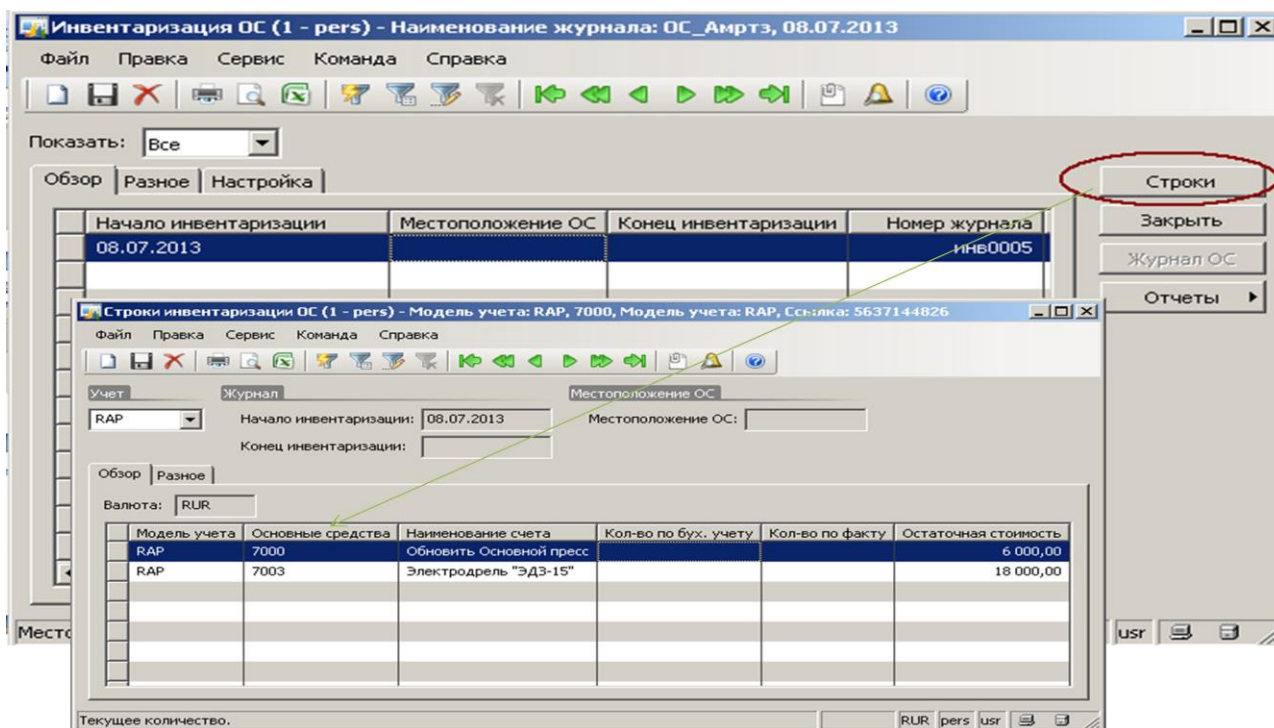 Инвентаризация ОС (1 - pers) - Наименование журнала: ОС_Амртз, 08.07.2013
Файл Правка Сервис Команда Справка
Показать: Все
Обзор Разное Настройка
Строки
Начало инвентаризации Местоположение ОС Конец инвентаризации Номер журнала
Закрыть
08.07.2013 инв0005
Журнал ОС
Отчеты
Строки инвентаризации ОС (1 - pers) - Модель учета: RAP, 7000, Модель учета: RAP, Ссылка: 5637144826
Файл Правка Сервис Команда Справка
Учет Журнал Местоположение ОС
RAP Начало инвентаризации: 08.07.2013 Местоположение ОС:
Конец инвентаризации:
Обзор Разное
Валюта: RUR
Модель учета Основные средства Наименование счета Кол-во по бух. учету Кол-во по факту Остаточная стоимость
RAP 7000 Обновить Основной пресс 6 000,00
RAP 7003 Электродрель "ЭДЗ-15" 18 000,00
usr
Текущее количество. RUR pers usr